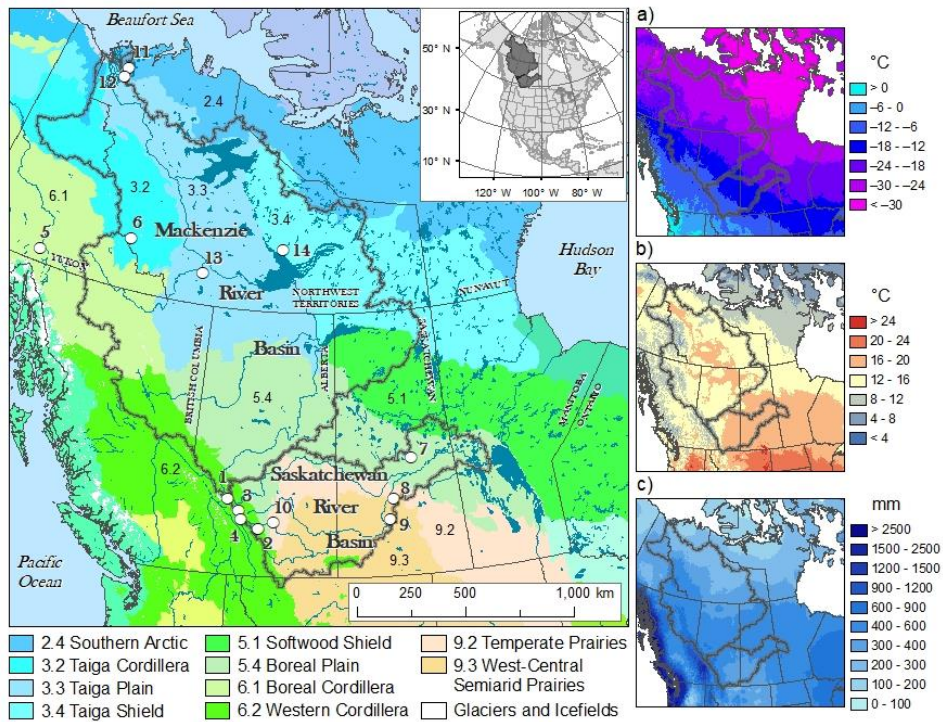 Beaufort Sea
11
12
2.4
3.2
3.3
6.1
3.4
6
5
Mackenzie
14
13
YUKON
River
NORTHWEST
TERRITORIES
NUNAVUT
Hudson
Bay
BRITISH COLUMBIA
Basin
ALBERTA
SASKATCHEWAN
MANITOBA
ONTARIO
5.4
5.1
7
6.2
Saskatchewan
1
3
8
10
River
4
2
9
9.2
Basin
9.3
Pacific
Ocean
0 250 500 1,000 km
50° N
30° N
10° N
120° W 100° W 80° W
2.4 Southern Arctic
3.2 Taiga Cordillera
3.3 Taiga Plain
3.4 Taiga Shield
5.1 Softwood Shield
5.4 Boreal Plain
6.1 Boreal Cordillera
6.2 Western Cordillera
9.2 Temperate Prairies
9.3 West-Central
Semiarid Prairies
Glaciers and Icefields
a)
°C
> 0
–6 - 0
–12 - –6
–18 - –12
–24 - –18
–30 - –24
< –30
b)
°C
> 24
20 - 24
16 - 20
12 - 16
8 - 12
4 - 8
< 4
c)
mm
> 2500
1500 - 2500
1200 - 1500
900 - 1200
600 - 900
400 - 600
300 - 400
200 - 300
100 - 200
0 - 100